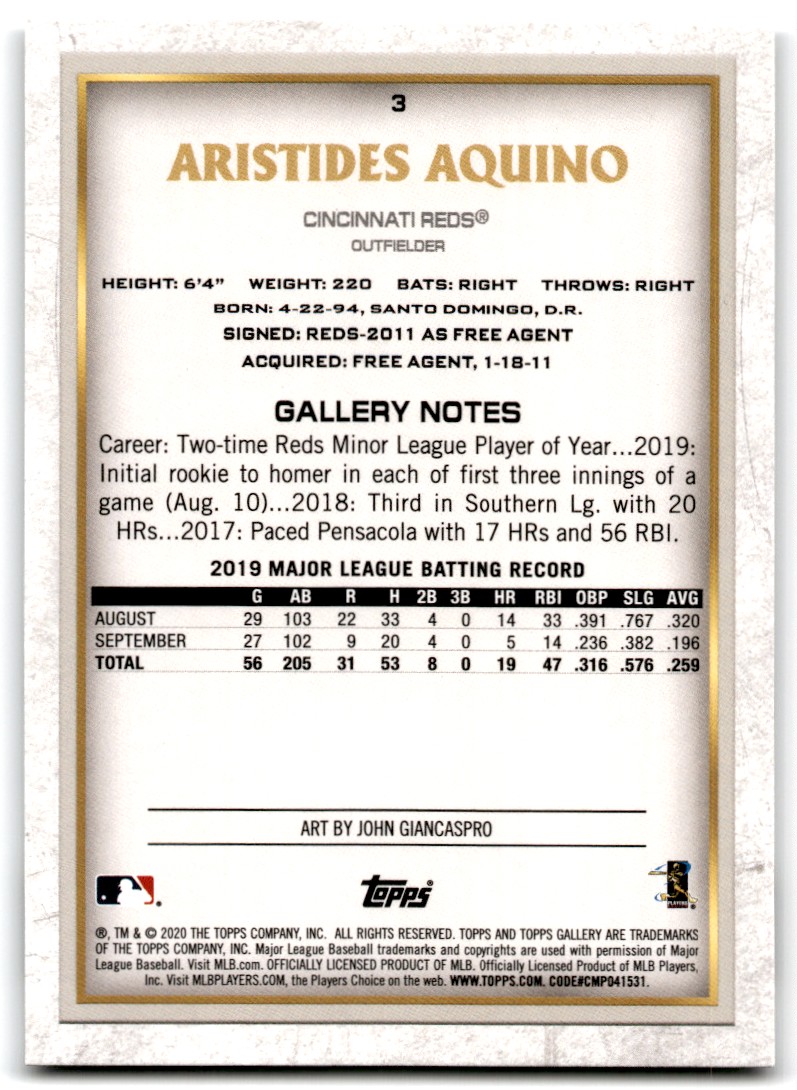 3
ARISTIDES AQUINO
CINCINNATI REDS®
OUTFIELDER
HEIGHT: 6'4" WEIGHT: 220 BATS: RIGHT THROWS: RIGHT
BORN: 4-22-94, SANTO DOMINGO, D.R.
SIGNED: REDS-2011 AS FREE AGENT
ACQUIRED: FREE AGENT, 1-18-11
GALLERY NOTES
Career: Two-time Reds Minor League Player of Year...2019:
Initial rookie to homer in each of first three innings of a
game (Aug. 10)...2018: Third in Southern Lg. with 20
HRs...2017: Paced Pensacola with 17 HRs and 56 RBI.
2019 MAJOR LEAGUE BATTING RECORD
G AB R H 2B 3B HR RBI OBP SLG AVG
AUGUST 29 103 22 33 4 0 14 33 .391 .767 .320
SEPTEMBER 27 102 9 20 4 0 5 14 .236 .382 .196
TOTAL 56 205 31 53 8 0 19 47 .316 .576 .259
ART BY JOHN GIANCASPRO
topps®
PLAYERS ®
®, TM & © 2020 THE TOPPS COMPANY, INC. ALL RIGHTS RESERVED. TOPPS AND TOPPS GALLERY ARE TRADEMARKS
OF THE TOPPS COMPANY, INC. Major League Baseball trademarks and copyrights are used with permission of Major
League Baseball. Visit MLB.com. OFFICIALLY LICENSED PRODUCT OF MLB. Officially Licensed Product of MLB Players,
Inc. Visit MLBPLAYERS.COM, the Players Choice on the web. WWW.TOPPS.COM. CODE#CMP041531.